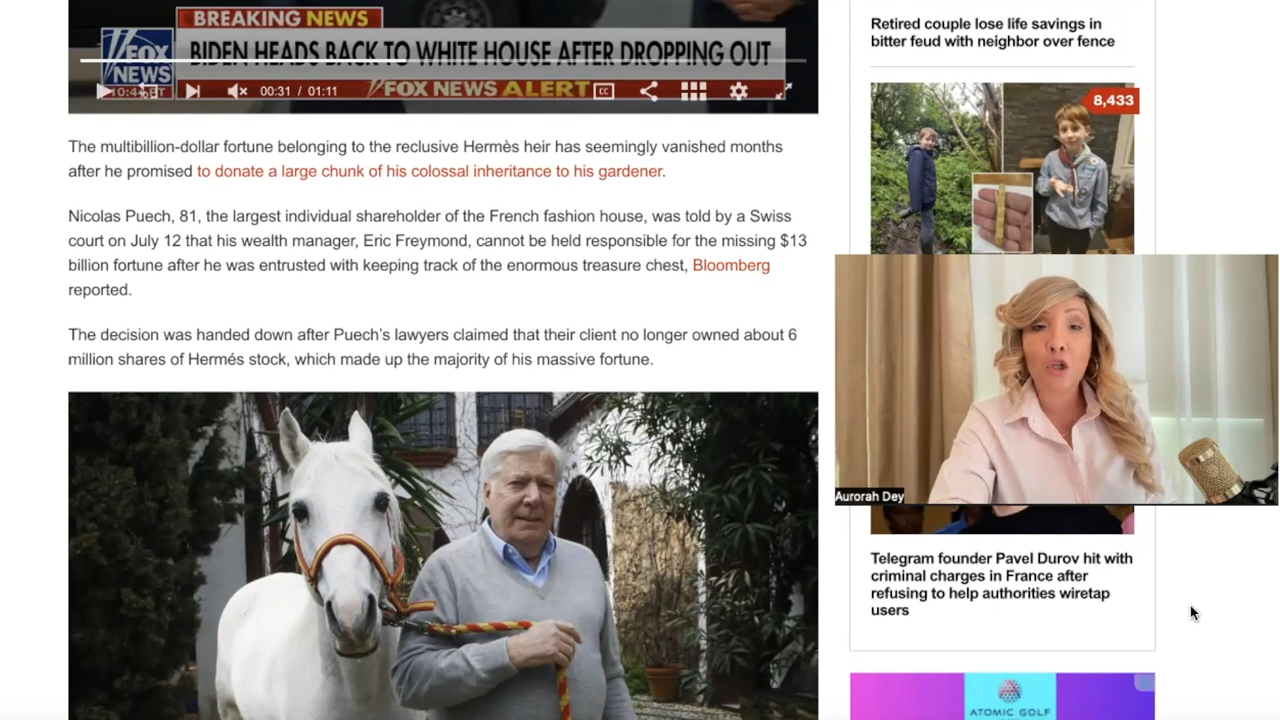 BREAKING NEWS
FOX
NEWS
BIDEN HEADS BACK TO WHITE HOUSE AFTER DROPPING OUT
00:31 / 01:11
FOX NEWS ALERT
CC
The multibillion-dollar fortune belonging to the reclusive Hermès heir has seemingly vanished months
after he promised to donate a large chunk of his colossal inheritance to his gardener.
Nicolas Puech, 81, the largest individual shareholder of the French fashion house, was told by a Swiss
court on July 12 that his wealth manager, Eric Freymond, cannot be held responsible for the missing $13
billion fortune after he was entrusted with keeping track of the enormous treasure chest, Bloomberg
reported.
The decision was handed down after Puech's lawyers claimed that their client no longer owned about 6
million shares of Hermés stock, which made up the majority of his massive fortune.
Retired couple lose life savings in
bitter feud with neighbor over fence
8,433
Aurorah Dey
Telegram founder Pavel Durov hit with
criminal charges in France after
refusing to help authorities wiretap
users
ATOMIC GOLF